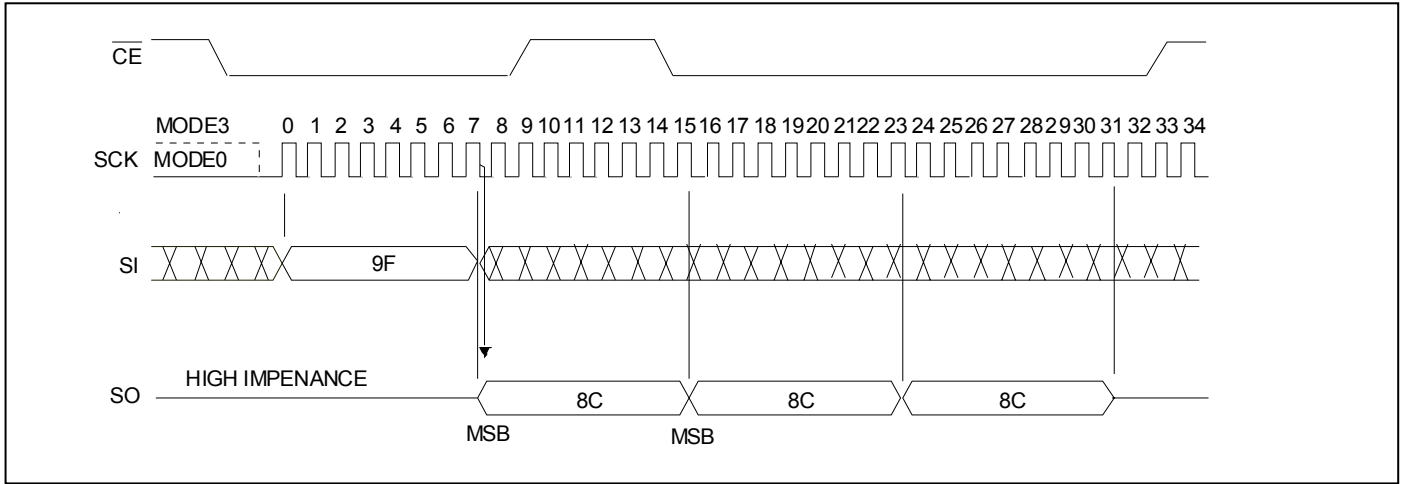 CE
MODE3 0 1 2 3 4 5 6 7 8 9 10 11 12 13 14 15 16 17 18 19 20 21 22 23 24 25 26 27 28 29 30 31 32 33 34
SCK MODE0
SI 9F
HIGH IMPENANCE
SO 8C 8C 8C
MSB MSB